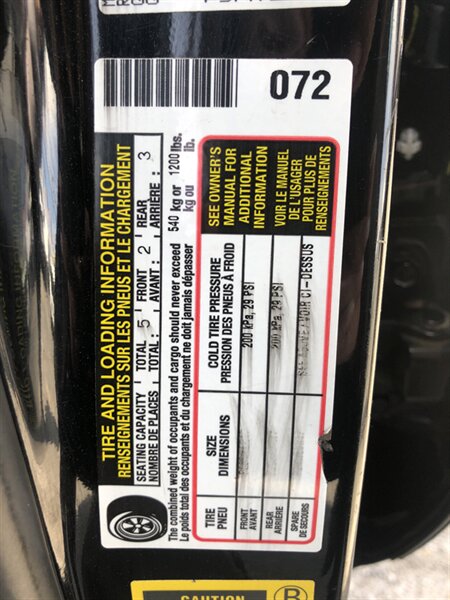 072
TIRE AND LOADING INFORMATION
RENSEIGNEMENTS SUR LES PNEUS ET LE CHARGEMENT
SEATING CAPACITY TOTAL : 5 FRONT 2 REAR 3
NOMBRE DE PLACES TOTAL : AVANT : ARRIÈRE :
The combined weight of occupants and cargo should never exceed 540 kg or 1200 lbs.
Le poids total des occupants et du chargement ne doit jamais dépasser kg ou lb.
TIRE SIZE COLD TIRE PRESSURE
PNEU DIMENSIONS PRESSION DES PNEUS À FROID
SEE OWNER'S
MANUAL FOR
ADDITIONAL
INFORMATION
VOIR LE MANUEL
DE L'USAGER
POUR PLUS DE
RENSEIGNEMENTS
FRONT 200 kPa, 29 PSI
AVANT
REAR 200 kPa, 29 PSI
ARRIÈRE
SPARE / VOIR CI-DESSUS
DE SECOURS
CAUTION